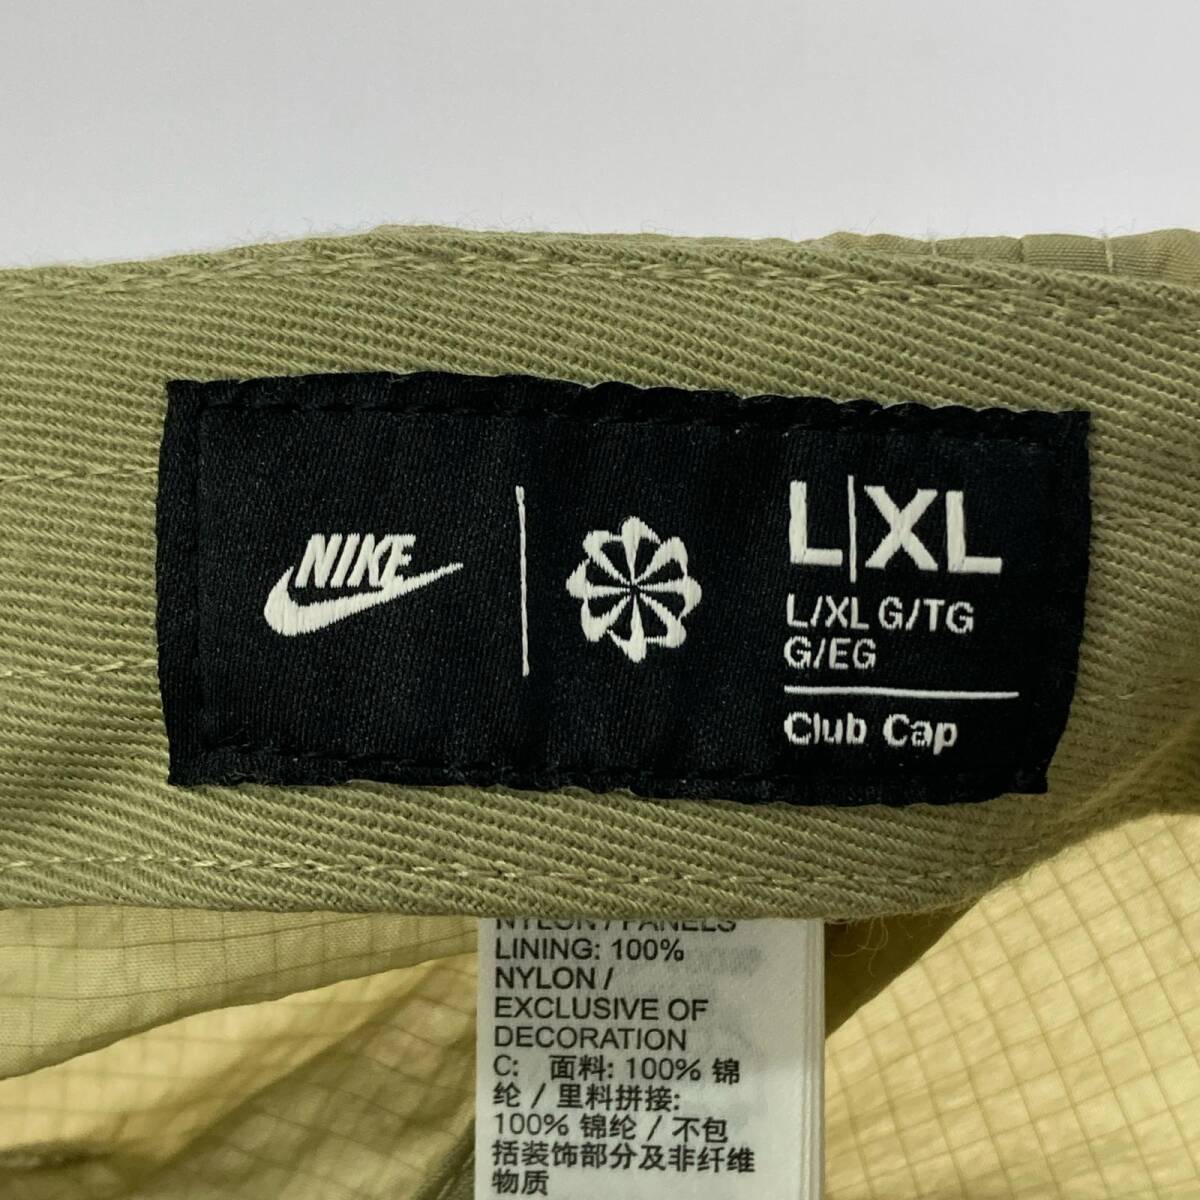 NIKE
L|XL
L/XL G/TG
G/EG
Club Cap
NYLON / PANELS
LINING: 100%
NYLON /
EXCLUSIVE OF
DECORATION
C: 面料: 100% 锦
纶 / 里料拼接:
100% 锦纶 / 不包
括装饰部分及非纤维
物质